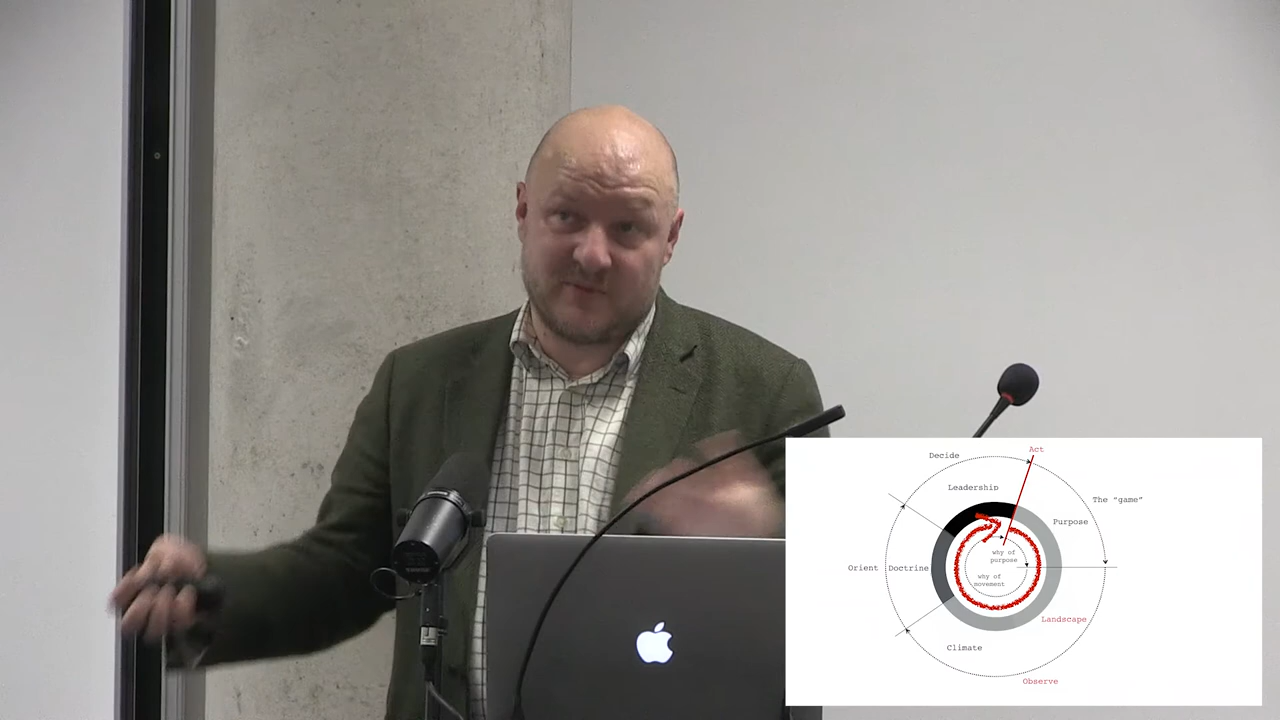 Decide
Act
Leadership
The "game"
Purpose
why of
purpose
Orient
Doctrine
why of
movement
Landscape
Climate
Observe